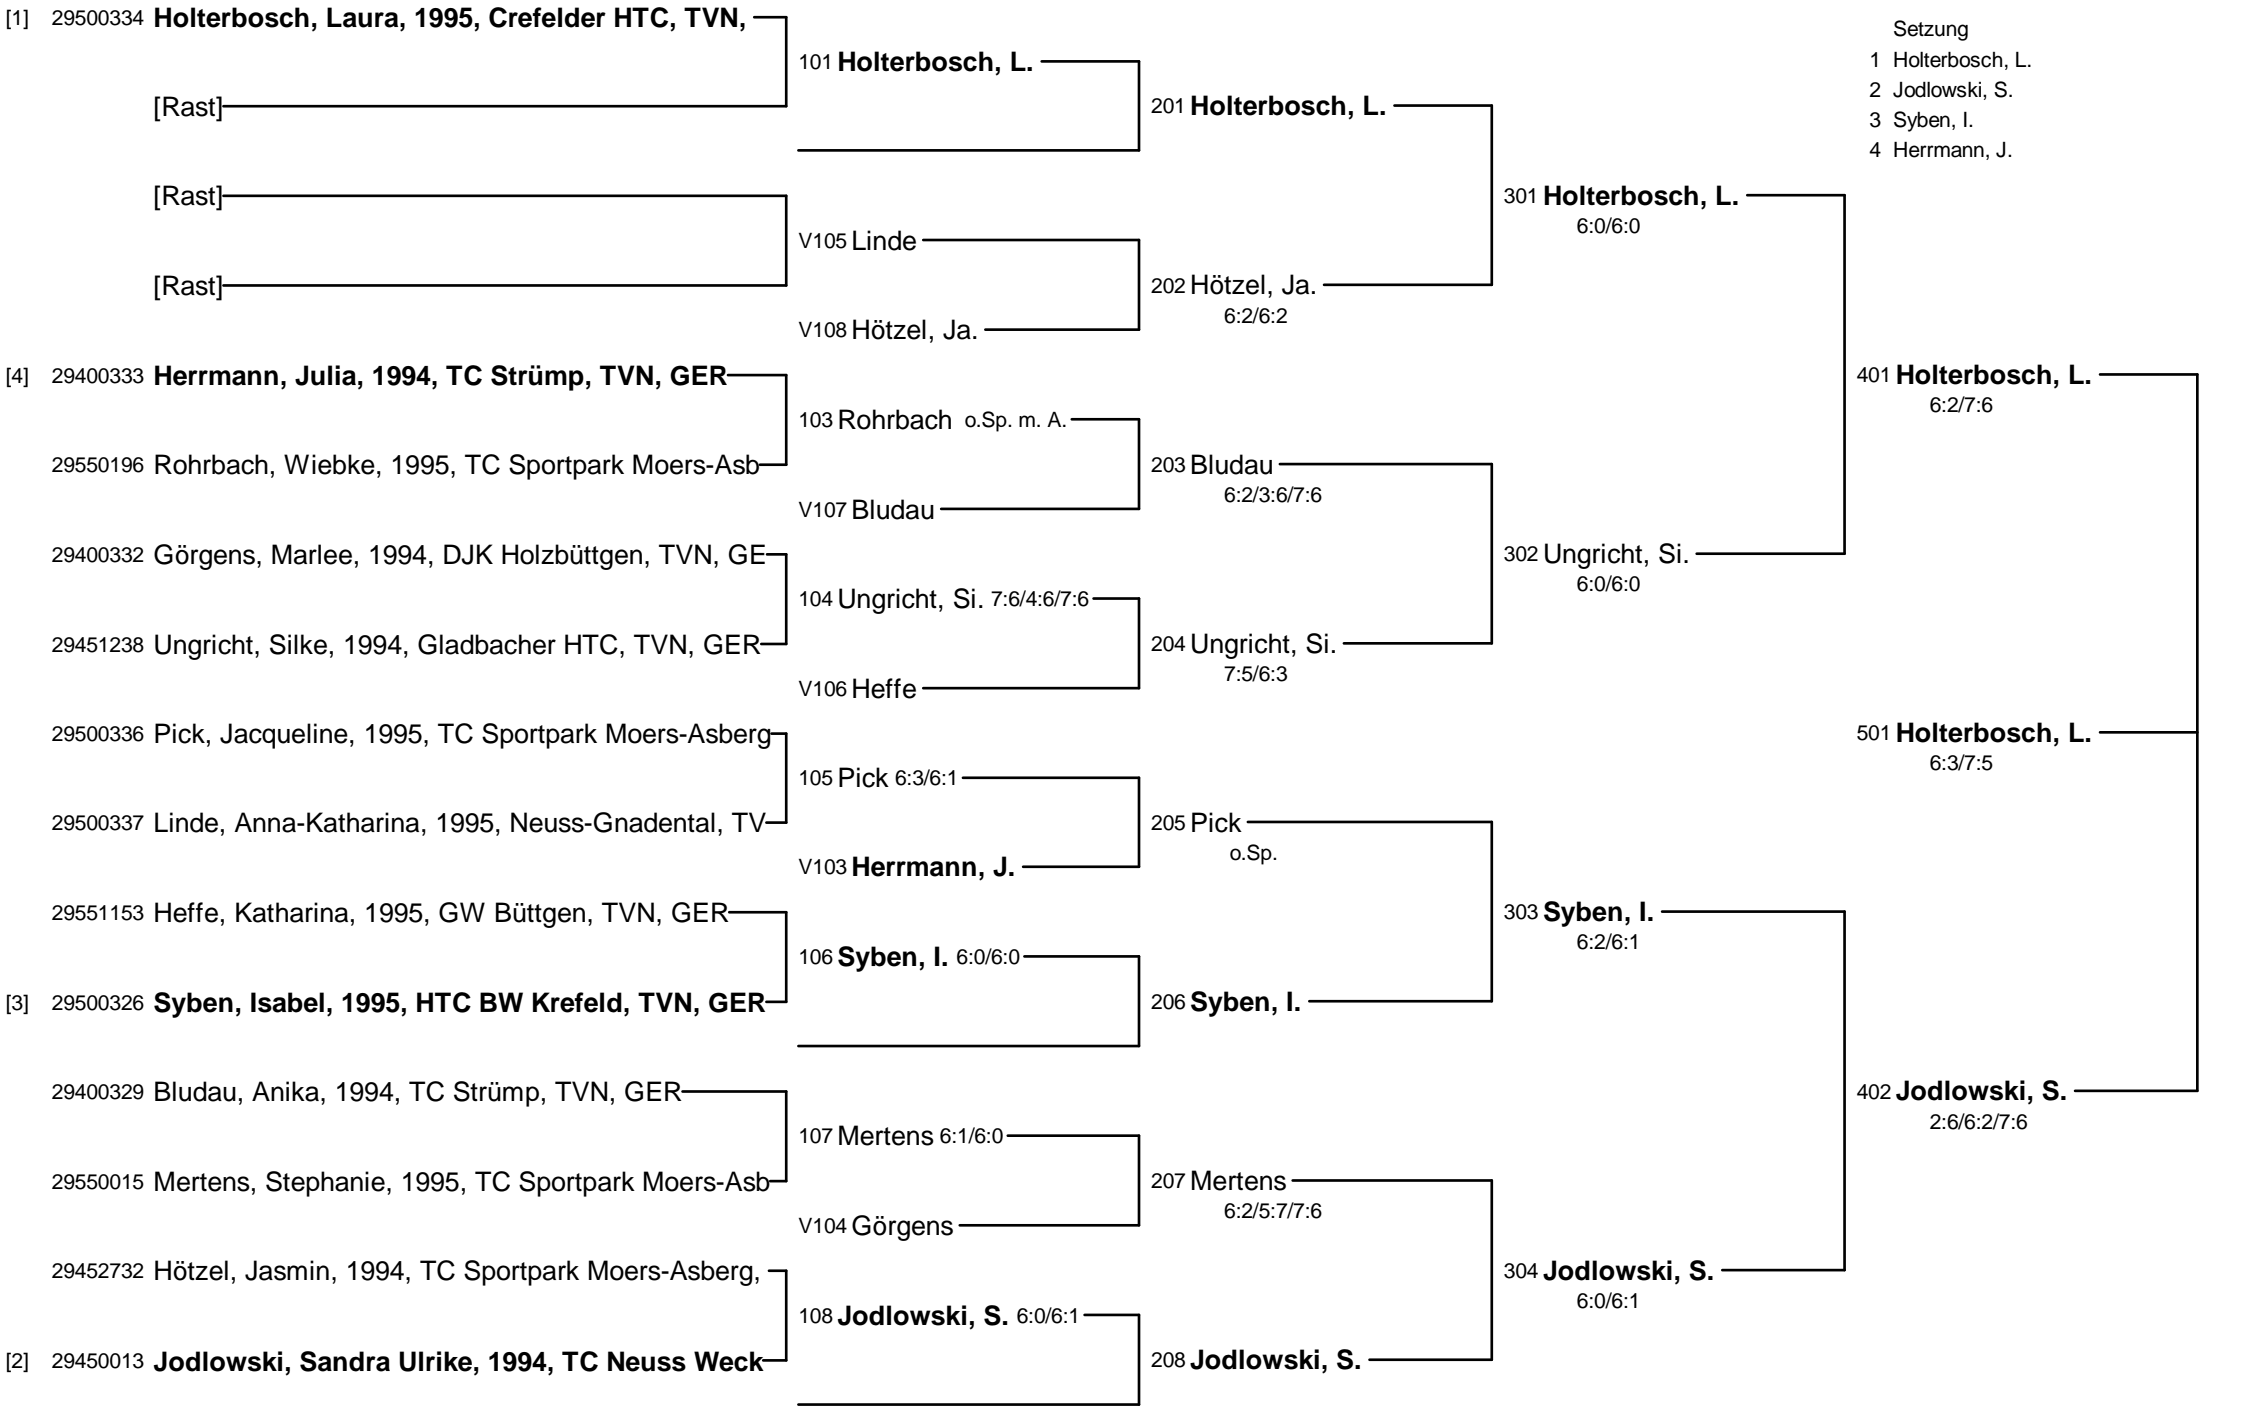 [1] 29500334 Holterbosch, Laura, 1995, Crefelder HTC, TVN,
[Rast]
[Rast]
[Rast]
[4] 29400333 Herrmann, Julia, 1994, TC Strümp, TVN, GER
29550196 Rohrbach, Wiebke, 1995, TC Sportpark Moers-Asb
29400332 Görgens, Marlee, 1994, DJK Holzbüttgen, TVN, GE
29451238 Ungricht, Silke, 1994, Gladbacher HTC, TVN, GER
29500336 Pick, Jacqueline, 1995, TC Sportpark Moers-Asberg
29500337 Linde, Anna-Katharina, 1995, Neuss-Gnadental, TV
29551153 Heffe, Katharina, 1995, GW Büttgen, TVN, GER
[3] 29500326 Syben, Isabel, 1995, HTC BW Krefeld, TVN, GER
29400329 Bludau, Anika, 1994, TC Strümp, TVN, GER
29550015 Mertens, Stephanie, 1995, TC Sportpark Moers-Asb
29452732 Hötzel, Jasmin, 1994, TC Sportpark Moers-Asberg,
[2] 29450013 Jodlowski, Sandra Ulrike, 1994, TC Neuss Weck
101 Holterbosch, L.
V105 Linde
V108 Hötzel, Ja.
103 Rohrbach o.Sp. m. A.
V107 Bludau
104 Ungricht, Si. 7:6/4:6/7:6
V106 Heffe
105 Pick 6:3/6:1
V103 Herrmann, J.
106 Syben, I. 6:0/6:0
107 Mertens 6:1/6:0
V104 Görgens
108 Jodlowski, S. 6:0/6:1
201 Holterbosch, L.
202 Hötzel, Ja.
6:2/6:2
203 Bludau
6:2/3:6/7:6
204 Ungricht, Si.
7:5/6:3
205 Pick
o.Sp.
206 Syben, I.
207 Mertens
6:2/5:7/7:6
208 Jodlowski, S.
301 Holterbosch, L.
6:0/6:0
302 Ungricht, Si.
6:0/6:0
303 Syben, I.
6:2/6:1
304 Jodlowski, S.
6:0/6:1
Setzung
1 Holterbosch, L.
2 Jodlowski, S.
3 Syben, I.
4 Herrmann, J.
401 Holterbosch, L.
6:2/7:6
501 Holterbosch, L.
6:3/7:5
402 Jodlowski, S.
2:6/6:2/7:6